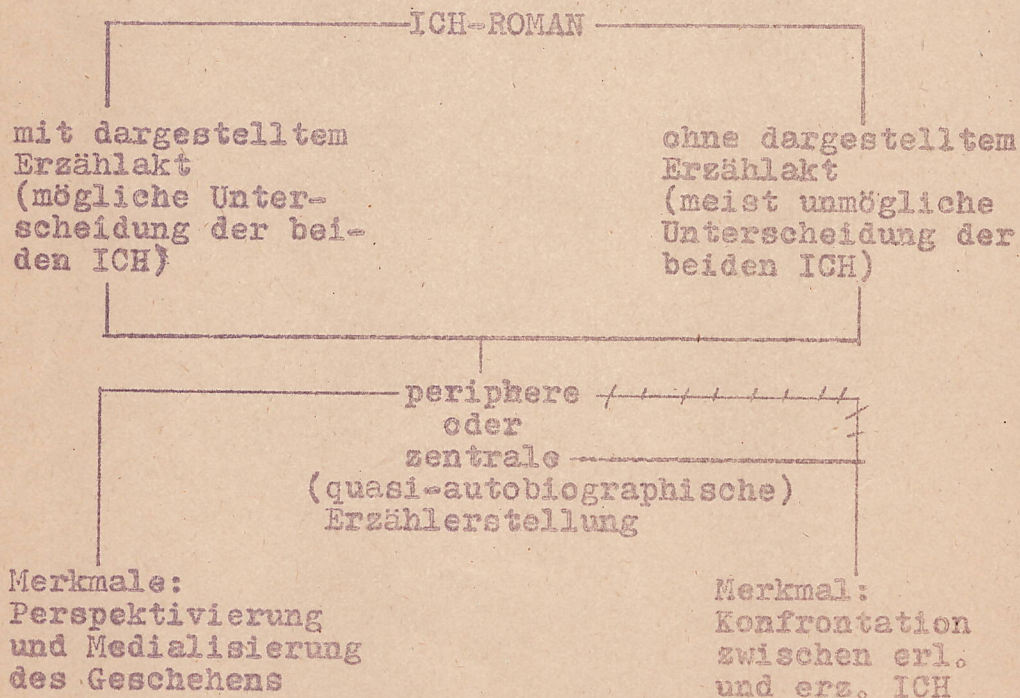 ICH-ROMAN
mit dargestelltem
Erzählakt
(mögliche Unter-
scheidung der bei-
den ICH)
ohne dargestelltem
Erzählakt
(meist unmögliche
Unterscheidung der
beiden ICH)
periphere
oder
zentrale
(quasi-autobiographische)
Erzählerstellung
Merkmale:
Perspektivierung
und Medialisierung
des Geschehens
Merkmal:
Konfrontation
zwischen erl.
und erz. ICH